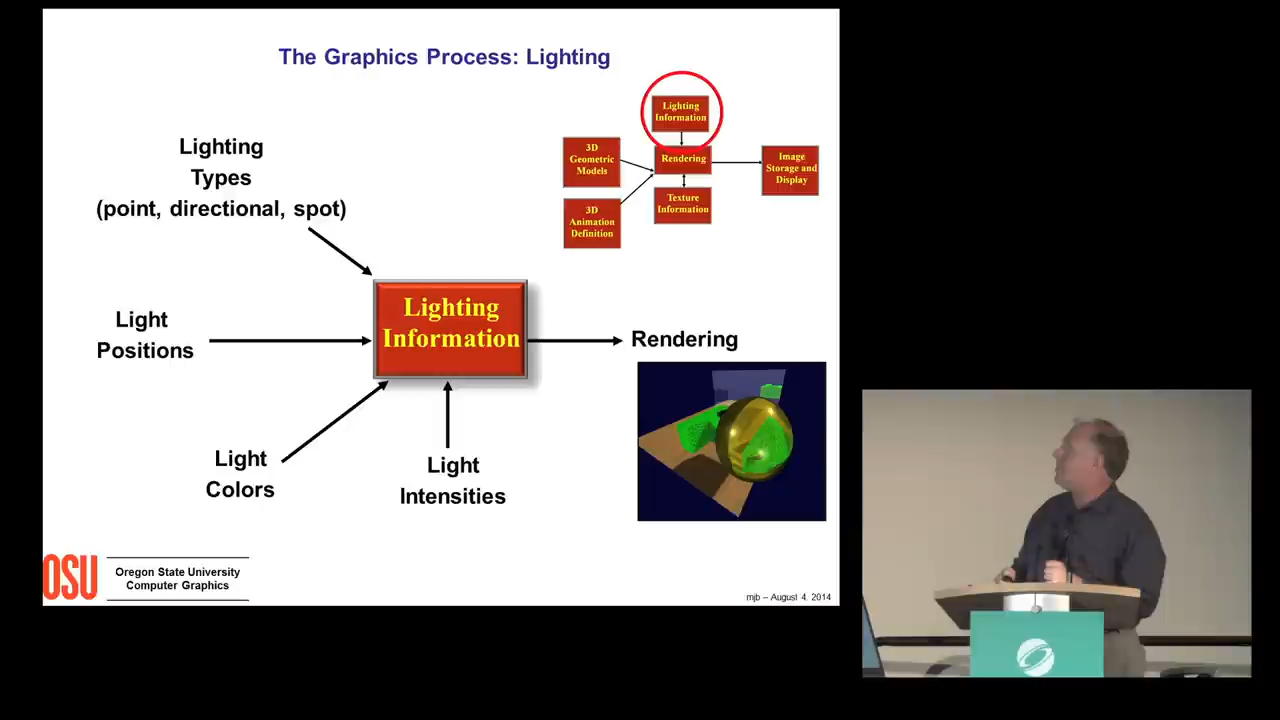 The Graphics Process: Lighting
Lighting
Types
(point, directional, spot)
Light
Positions
Light
Colors
Light
Intensities
Lighting
Information
Rendering
Lighting
Information
3D
Geometric
Models
Rendering
Image
Storage and
Display
3D
Animation
Definition
Texture
Information
OSU
Oregon State University
Computer Graphics
mjb – August 4, 2014